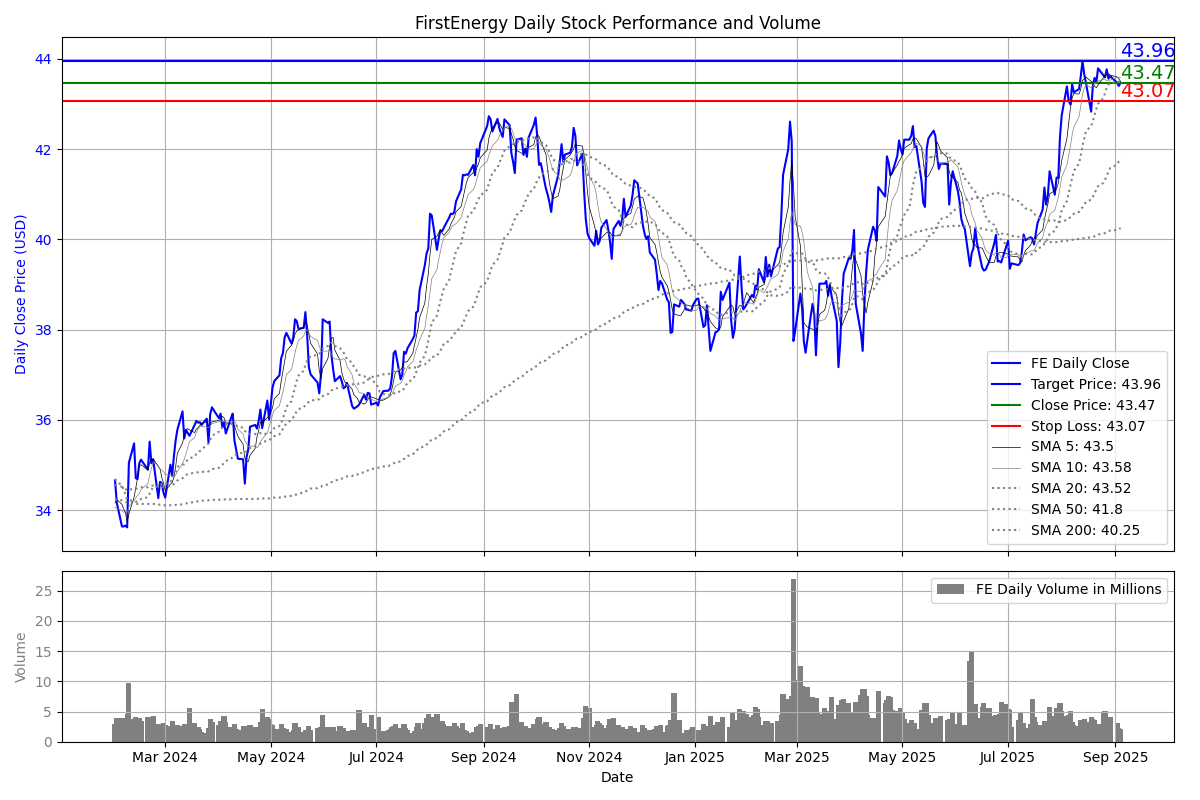 FirstEnergy Daily Stock Performance and Volume
44
42
40
38
36
34
Daily Close Price (USD)
43.96
43.47
43.07
FE Daily Close
Target Price: 43.96
Close Price: 43.47
Stop Loss: 43.07
SMA 5: 43.5
SMA 10: 43.58
SMA 20: 43.52
SMA 50: 41.8
SMA 200: 40.25
25
20
15
10
5
0
Volume
FE Daily Volume in Millions
Mar 2024 May 2024 Jul 2024 Sep 2024 Nov 2024 Jan 2025 Mar 2025 May 2025 Jul 2025 Sep 2025
Date